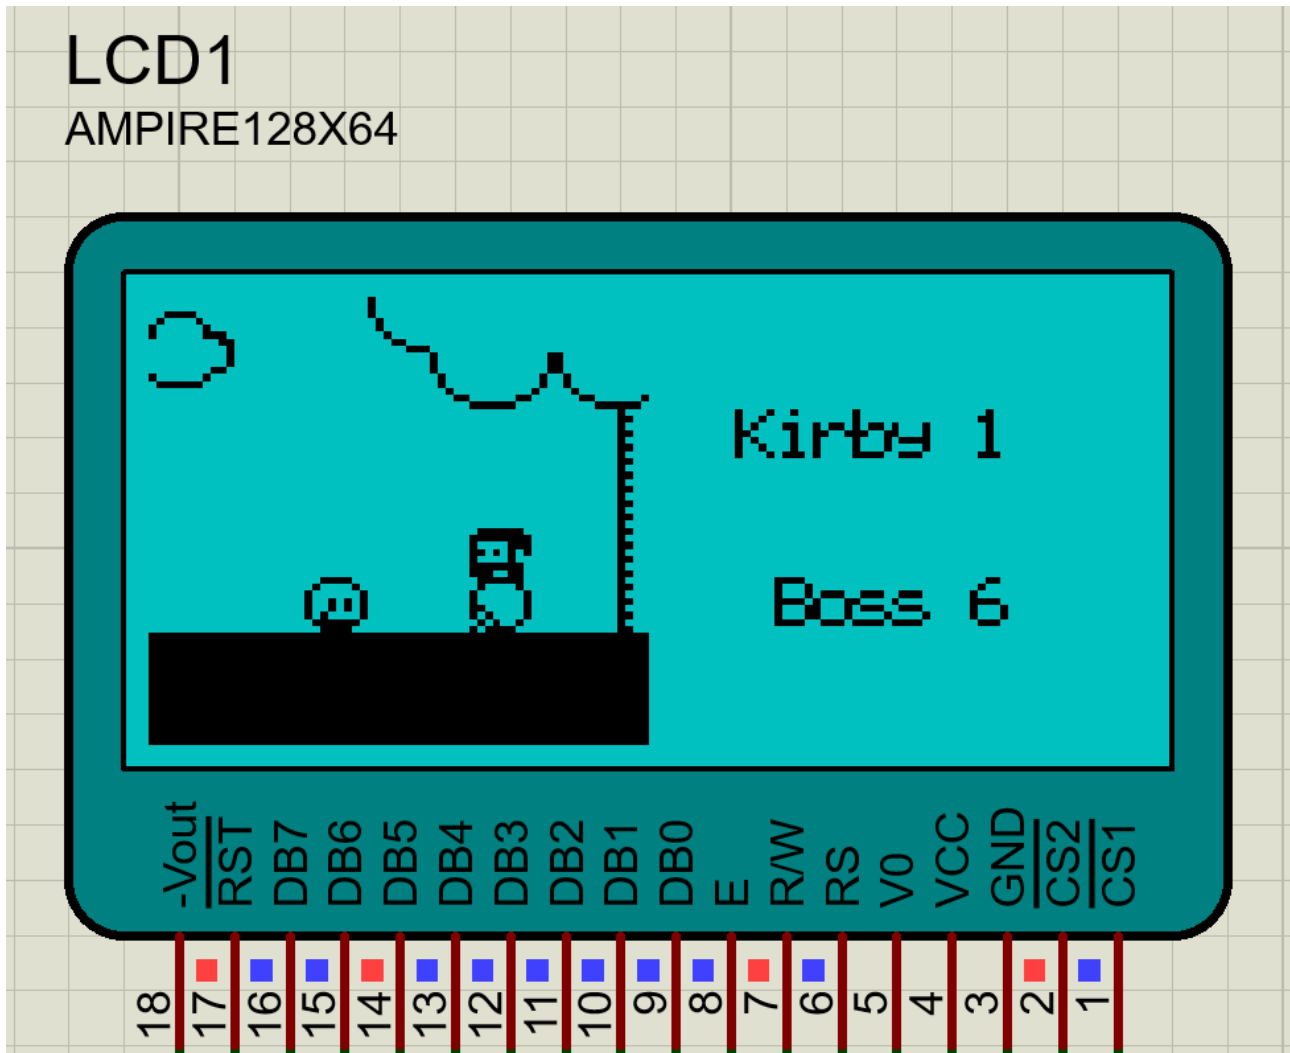 LCD1
AMPIRE128X64
Kirby 1
Boss 6
-Vout RST DB7 DB6 DB5 DB4 DB3 DB2 DB1 DB0 E R/W RS V0 VCC GND CS2 CS1
18 17 16 15 14 13 12 11 10 9 8 7 6 5 4 3 2 1